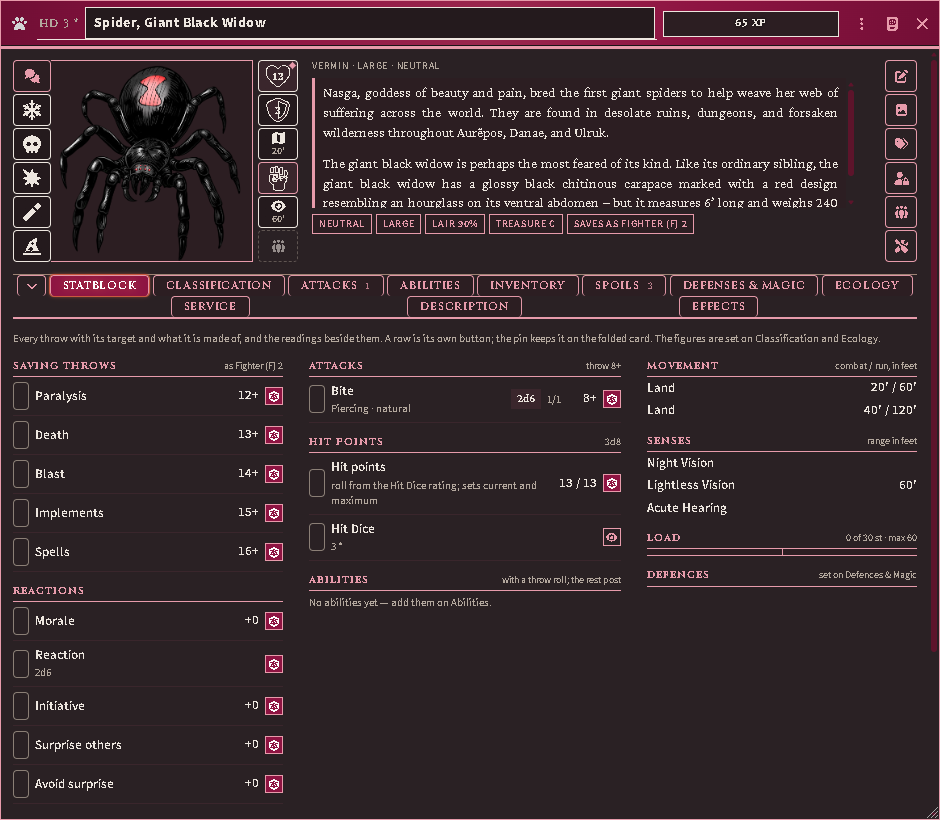 HD 3 *
Spider, Giant Black Widow
65 XP
13
3
20'
60'
VERMIN · LARGE · NEUTRAL
Nasga, goddess of beauty and pain, bred the first giant spiders to help weave her web of
suffering across the world. They are found in desolate ruins, dungeons, and forsaken
wilderness throughout Aurëpos, Danae, and Ulruk.
The giant black widow is perhaps the most feared of its kind. Like its ordinary sibling, the
giant black widow has a glossy black chitinous carapace marked with a red design
resembling an hourglass on its ventral abdomen – but it measures 6' long and weighs 240
NEUTRAL
LARGE
LAIR 90%
TREASURE C
SAVES AS FIGHTER (F) 2
STATBLOCK
CLASSIFICATION
ATTACKS 1
ABILITIES
INVENTORY
SPOILS 3
DEFENSES & MAGIC
ECOLOGY
SERVICE
DESCRIPTION
EFFECTS
Every throw with its target and what it is made of, and the readings beside them. A row is its own button; the pin keeps it on the folded card. The figures are set on Classification and Ecology.
SAVING THROWS as Fighter (F) 2
Paralysis 12+
Death 13+
Blast 14+
Implements 15+
Spells 16+
REACTIONS
Morale +0
Reaction
2d6
Initiative +0
Surprise others +0
Avoid surprise +0
ATTACKS throw 8+
Bite
Piercing · natural
2d6 1/1 8+
HIT POINTS 3d8
Hit points
roll from the Hit Dice rating; sets current and
maximum
13 / 13
Hit Dice
3 *
ABILITIES with a throw roll; the rest post
No abilities yet — add them on Abilities.
MOVEMENT combat / run, in feet
Land 20' / 60'
Land 40' / 120'
SENSES range in feet
Night Vision
Lightless Vision 60'
Acute Hearing
LOAD 0 of 30 st · max 60
DEFENCES set on Defences & Magic